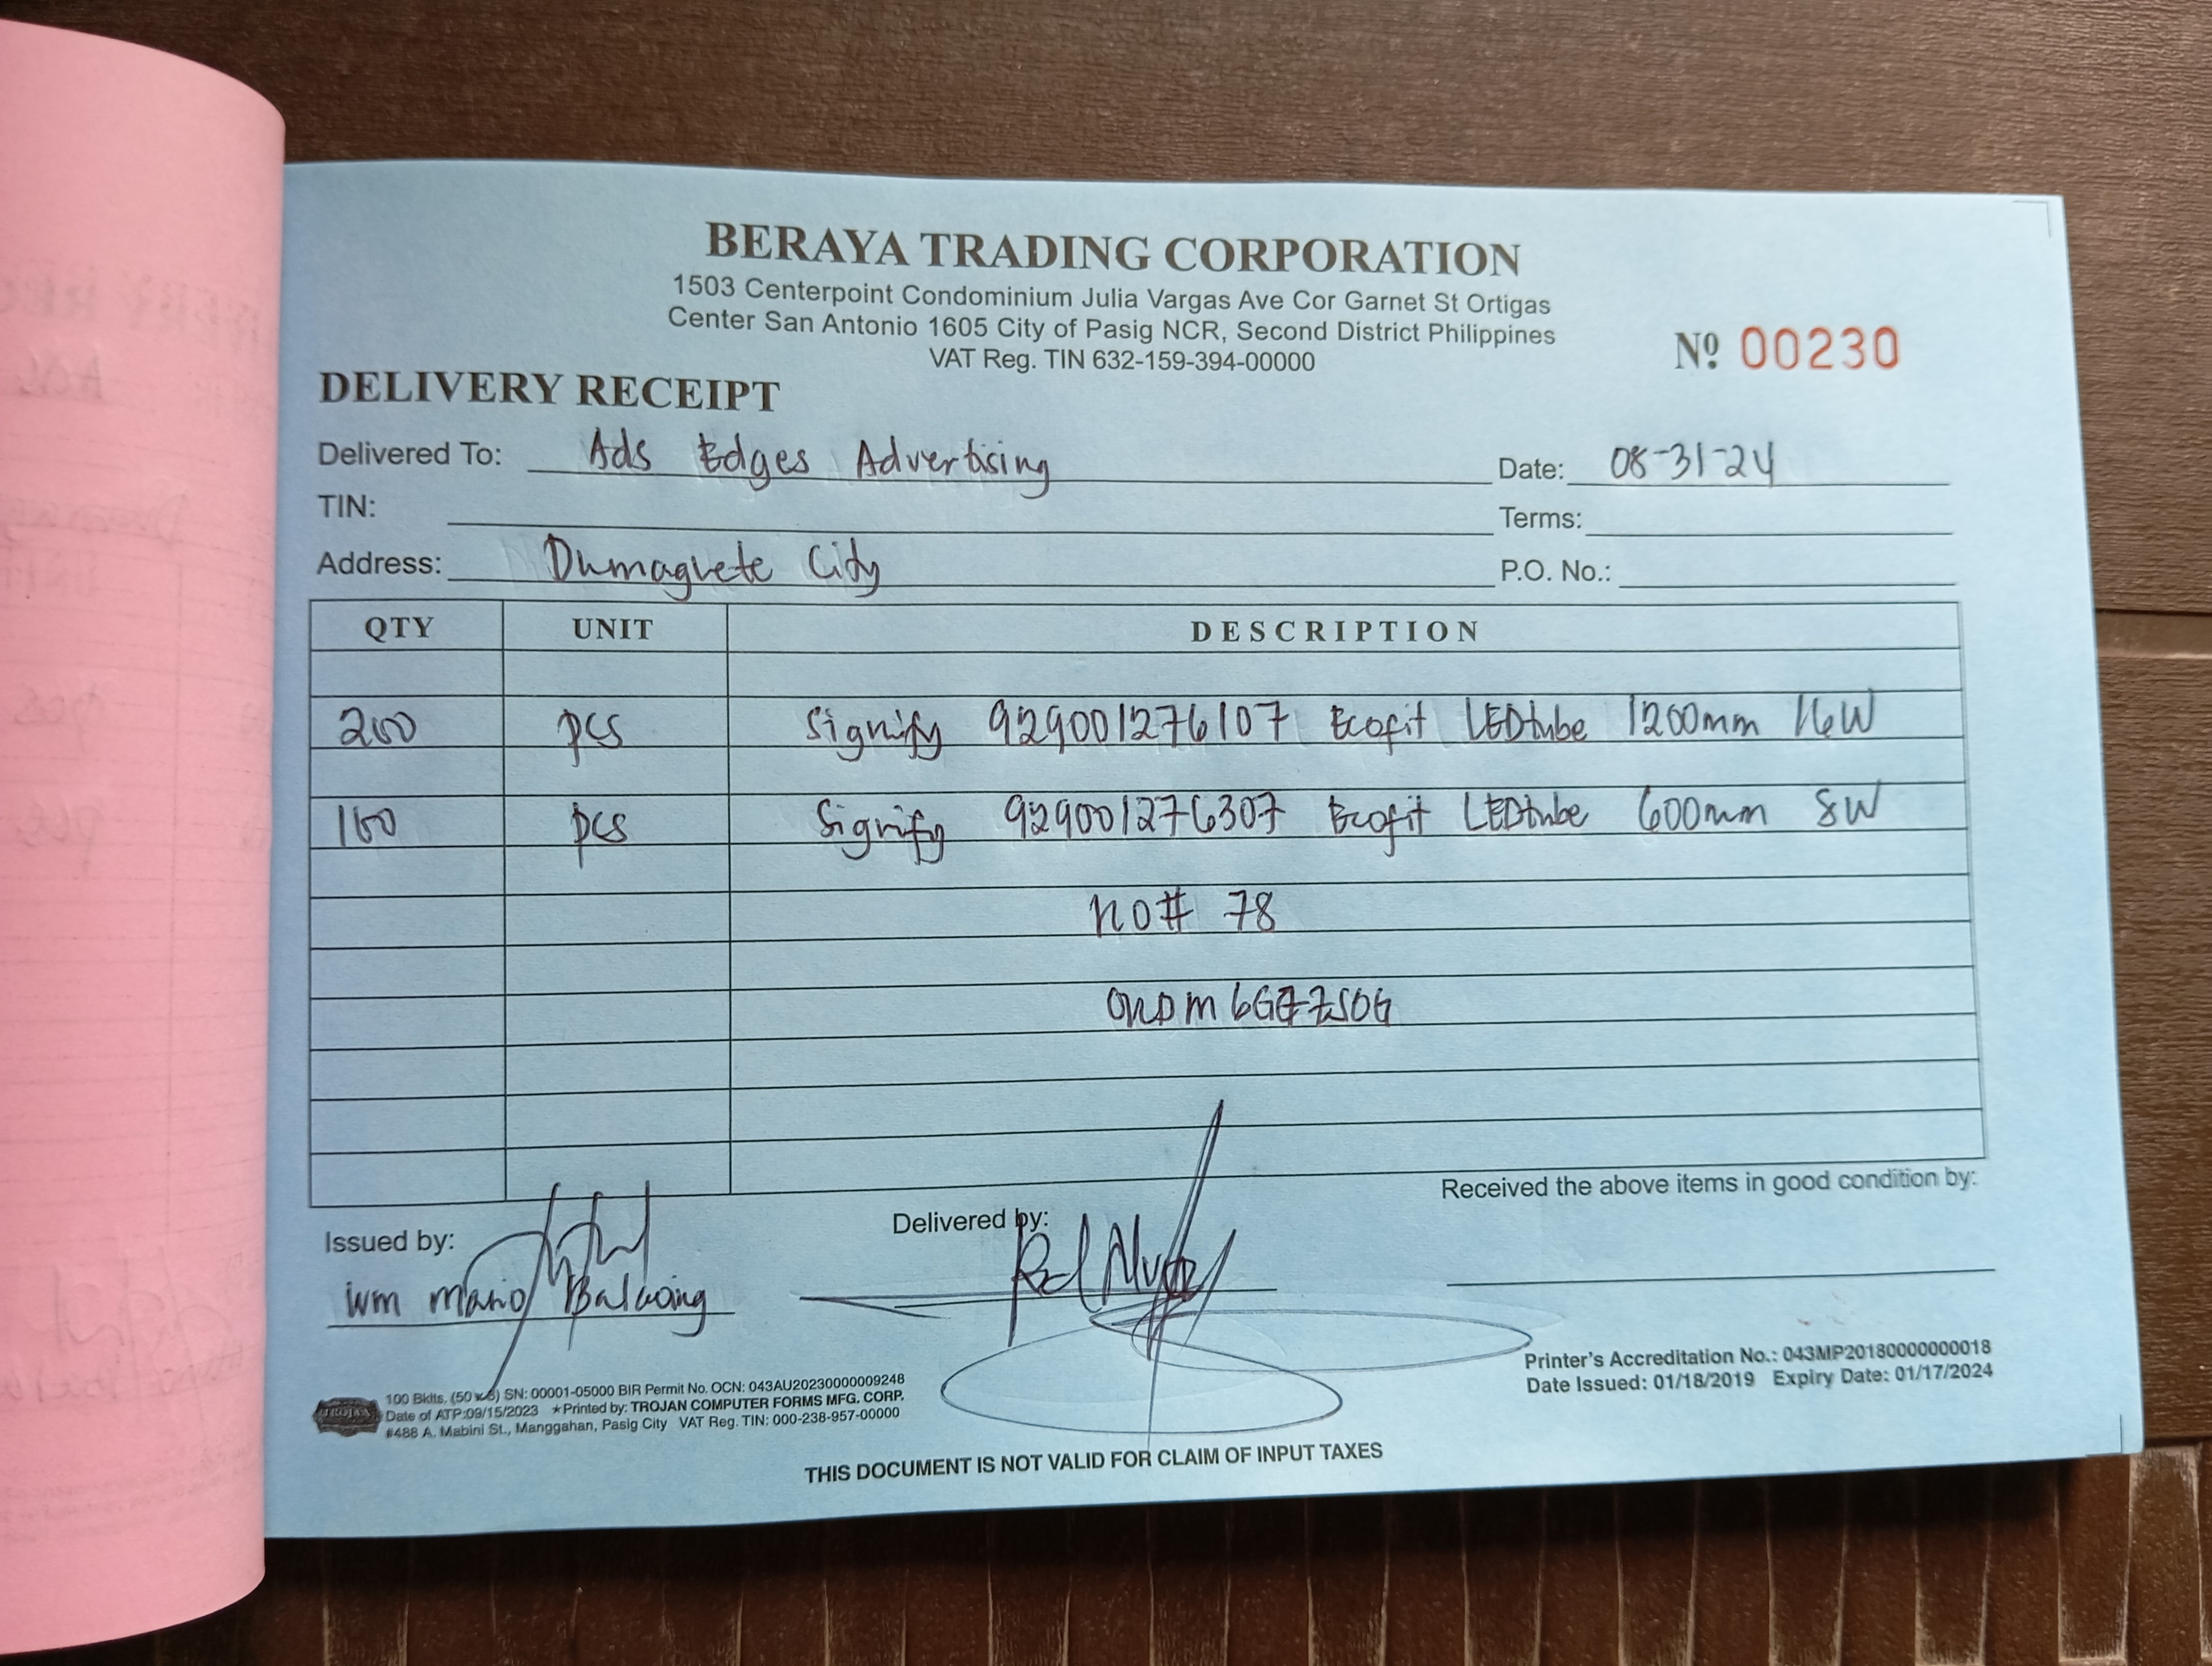 BERAYA TRADING CORPORATION
1503 Centerpoint Condominium Julia Vargas Ave Cor Garnet St Ortigas
Center San Antonio 1605 City of Pasig NCR, Second District Philippines
VAT Reg. TIN 632-159-394-00000
Nº 00230
DELIVERY RECEIPT
Delivered To: Ads Edges Advertising Date: 08-31-24
TIN: Terms:
Address: Dumaguete City P.O. No.:
QTY UNIT DESCRIPTION
200 pcs Signify 929001276107 Ecofit LEDtube 1200mm 16W
100 pcs Signify 929001276307 Ecofit LEDtube 600mm 8W
no# 78
Received the above items in good condition by:
Issued by: Delivered by:
wm
Printer's Accreditation No.: 043MP20180000000018
Date Issued: 01/18/2019 Expiry Date: 01/17/2024
TROJAN
100 Bklts. (50 x 3) SN: 00001-05000 BIR Permit No. OCN: 043AU20230000009248
Date of ATP:09/15/2023 ★Printed by: TROJAN COMPUTER FORMS MFG. CORP.
#488 A. Mabini St., Manggahan, Pasig City VAT Reg. TIN: 000-238-957-00000
THIS DOCUMENT IS NOT VALID FOR CLAIM OF INPUT TAXES